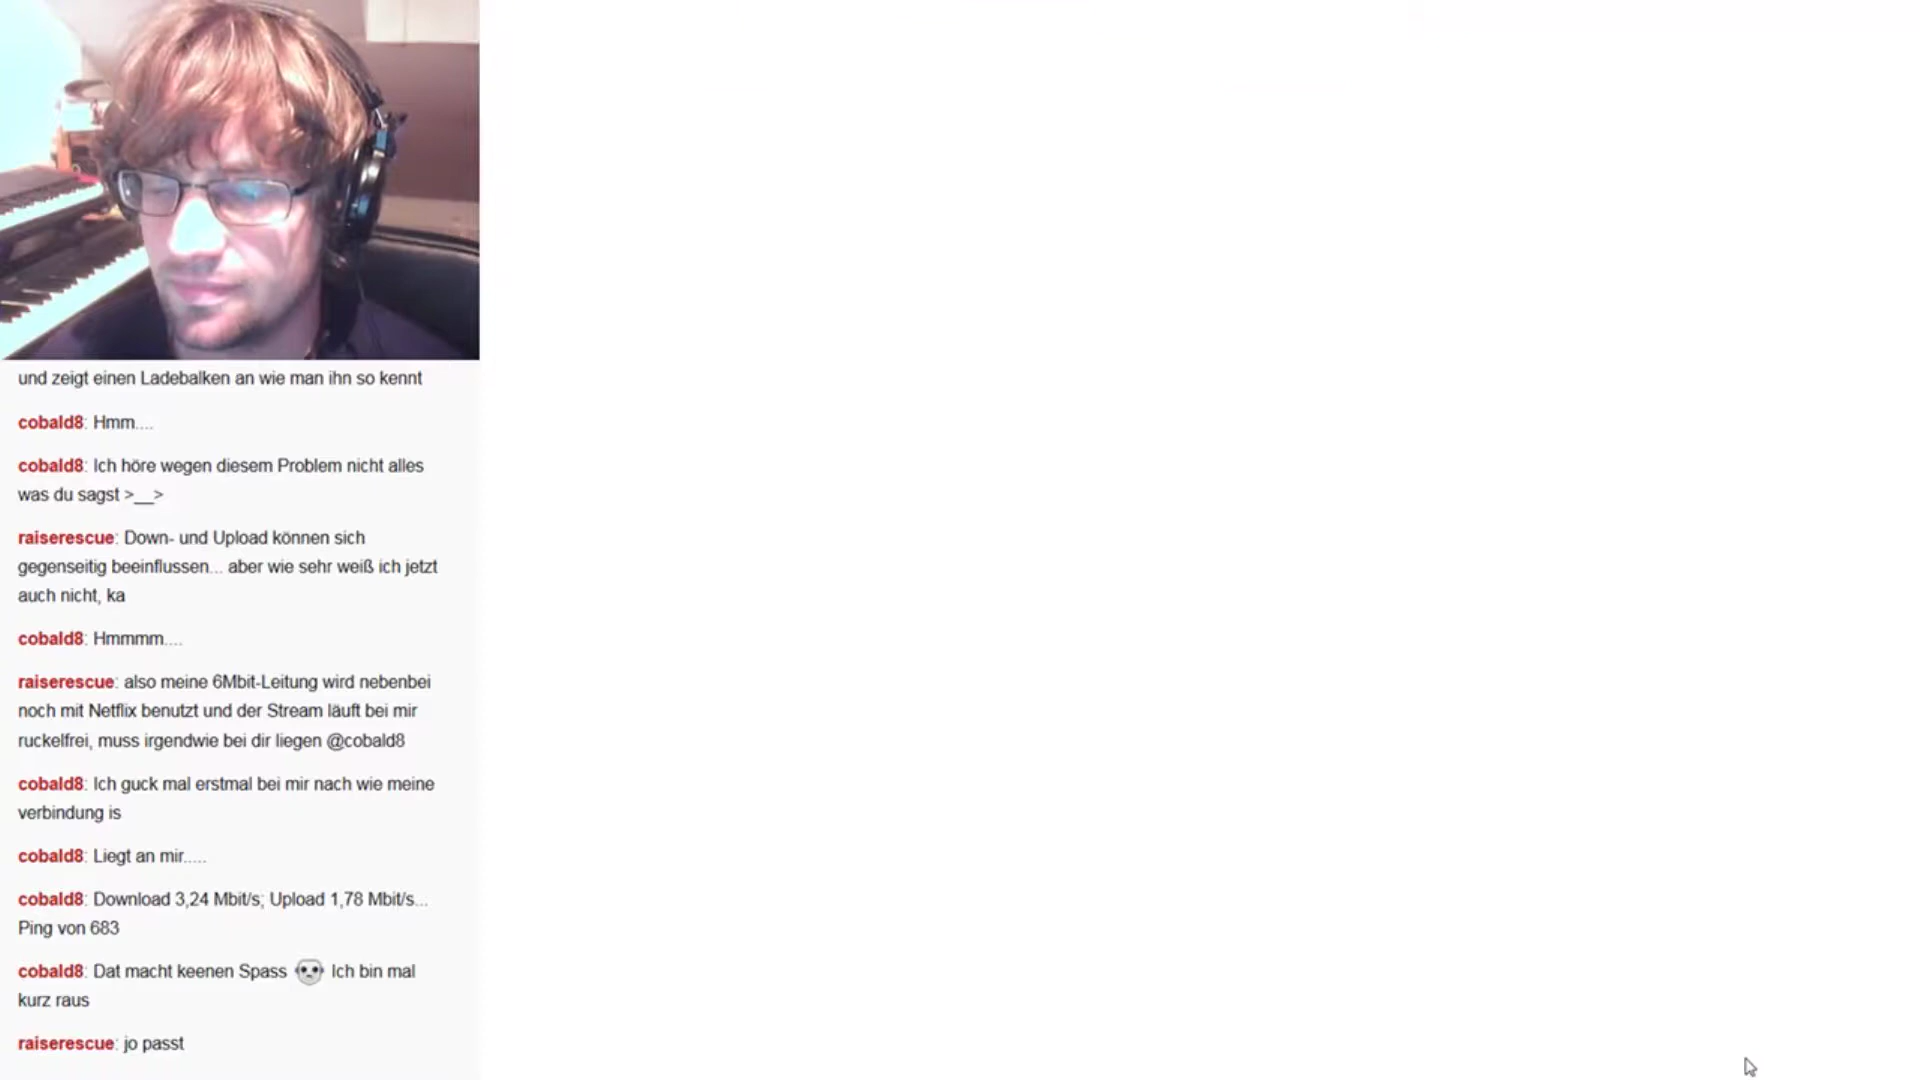 und zeigt einen Ladebalken an wie man ihn so kennt
cobald8: Hmm....
cobald8: Ich höre wegen diesem Problem nicht alles
was du sagst >__>
raiserescue: Down- und Upload können sich
gegenseitig beeinflussen... aber wie sehr weiß ich jetzt
auch nicht, ka
cobald8: Hmmmm....
raiserescue: also meine 6Mbit-Leitung wird nebenbei
noch mit Netflix benutzt und der Stream läuft bei mir
ruckelfrei, muss irgendwie bei dir liegen @cobald8
cobald8: Ich guck mal erstmal bei mir nach wie meine
verbindung is
cobald8: Liegt an mir.....
cobald8: Download 3,24 Mbit/s; Upload 1,78 Mbit/s...
Ping von 683
cobald8: Dat macht keenen Spass Ich bin mal
kurz raus
raiserescue: jo passt